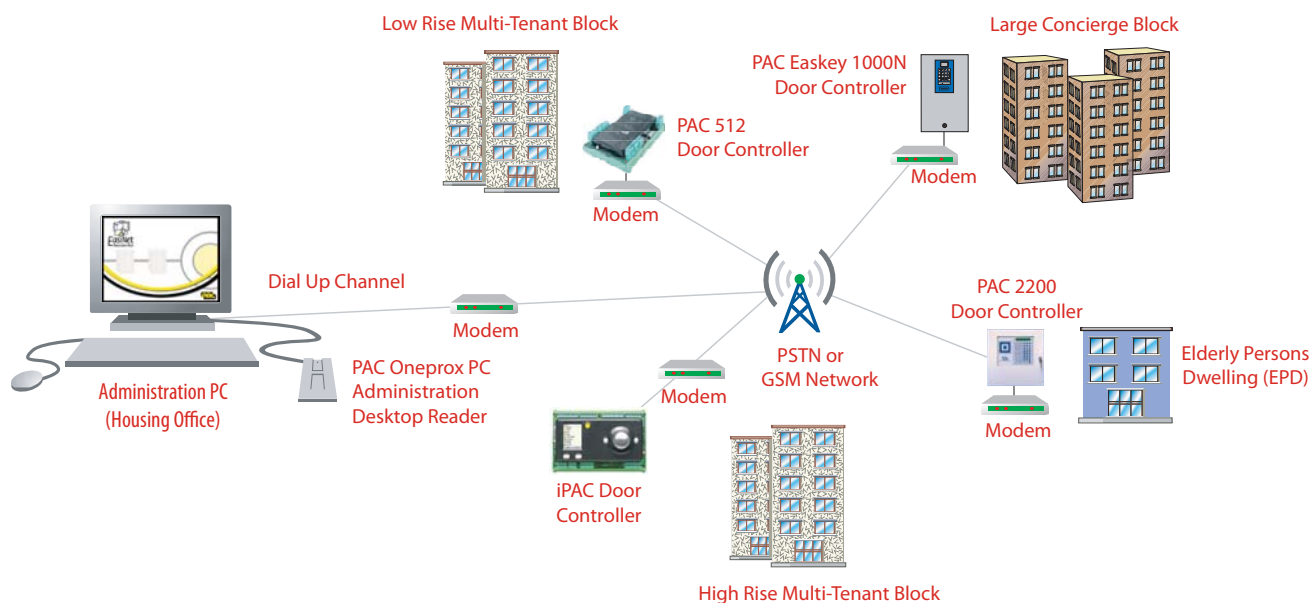 Low Rise Multi-Tenant Block
Large Concierge Block
PAC Easkey 1000N
Door Controller
PAC 512
Door Controller
Modem
Modem
EasiNet
Dial Up Channel
Modem
PAC 2200
Door Controller
PSTN or
GSM Network
Elderly Persons
Dwelling (EPD)
Administration PC
(Housing Office)
PAC Oneprox PC
Administration
Desktop Reader
Modem
Modem
iPAC Door
Controller
High Rise Multi-Tenant Block